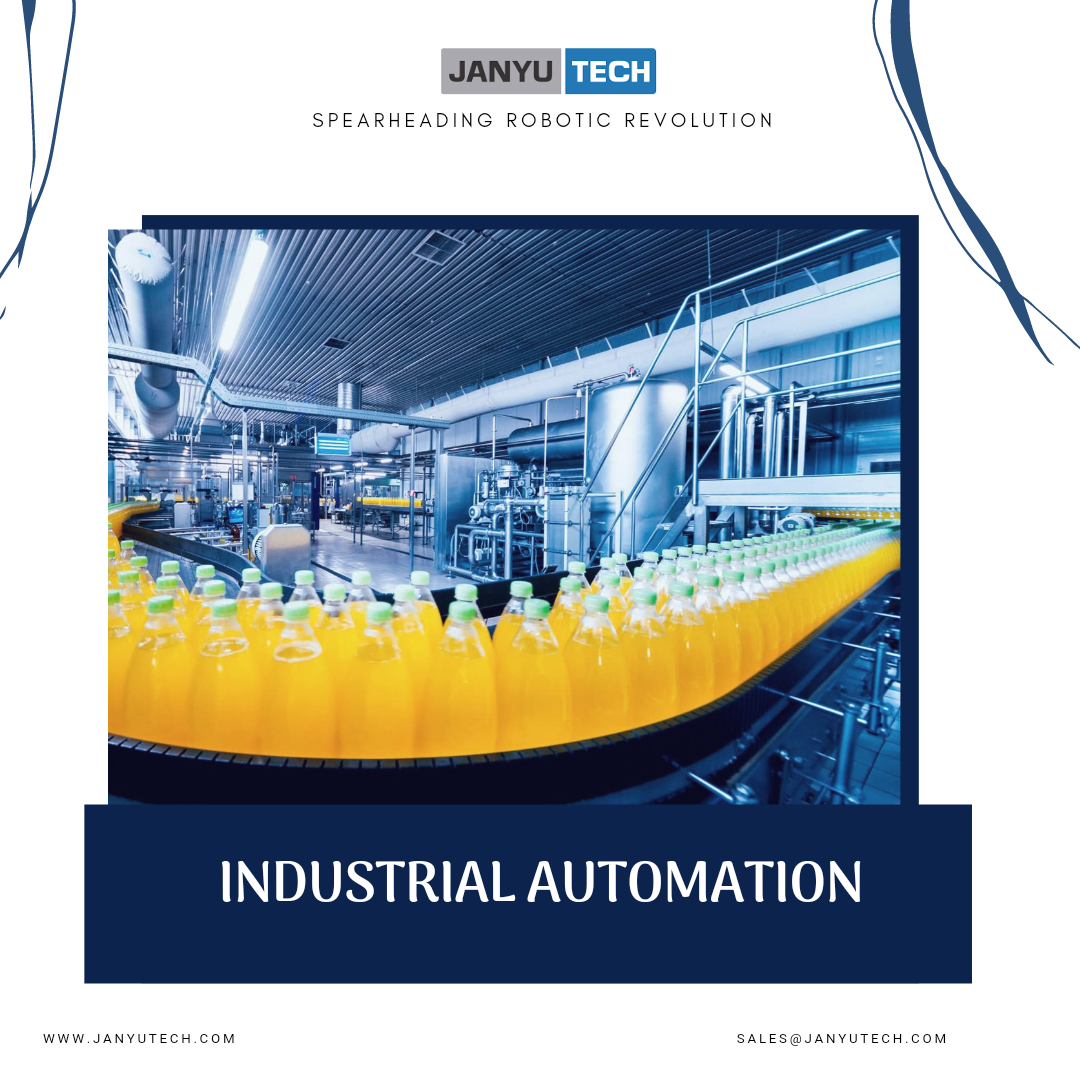 JANYU TECH
SPEARHEADING ROBOTIC REVOLUTION
INDUSTRIAL AUTOMATION
WWW.JANYUTECH.COM
SALES@JANYUTECH.COM